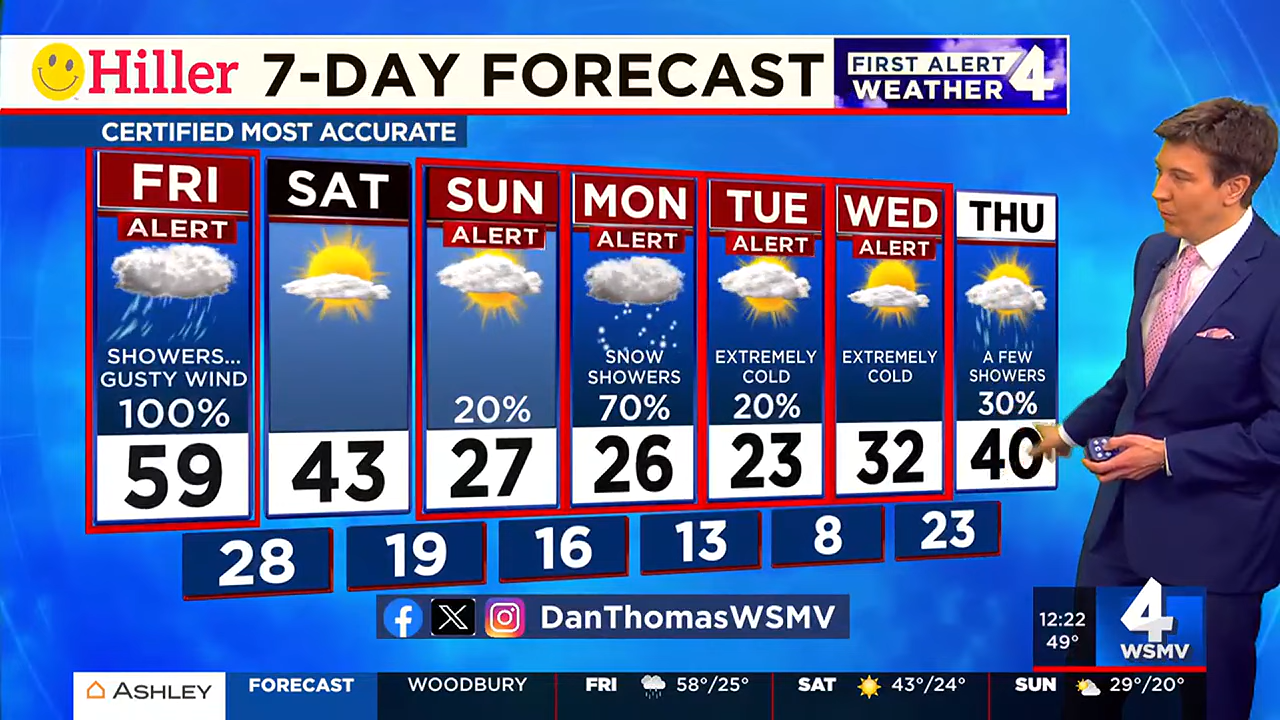 Hiller 7-DAY FORECAST
FIRST ALERT
WEATHER 4
CERTIFIED MOST ACCURATE
FRI
ALERT
SHOWERS...
GUSTY WIND
100%
59
SAT
43
SUN
ALERT
20%
27
MON
ALERT
SNOW
SHOWERS
70%
26
TUE
ALERT
EXTREMELY
COLD
20%
23
WED
ALERT
EXTREMELY
COLD
32
THU
A FEW
SHOWERS
30%
40
28 19 16 13 8 23
DanThomasWSMV
12:22
49°
4
WSMV
ASHLEY FORECAST WOODBURY FRI 58°/25° SAT 43°/24° SUN 29°/20°